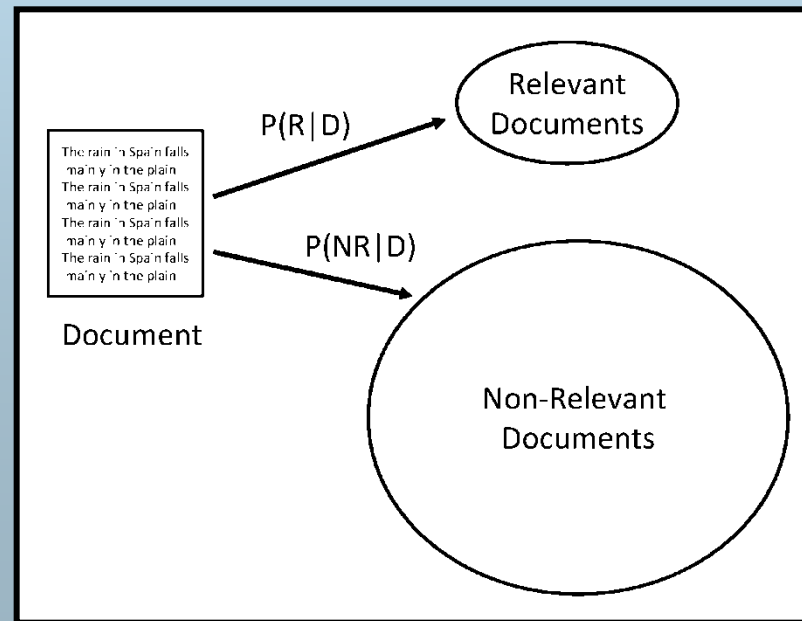 Relevant
Documents
P(R|D)
The rain in Spain falls
mainly in the plain
The rain in Spain falls
mainly in the plain
The rain in Spain falls
mainly in the plain
The rain in Spain falls
mainly in the plain
P(NR|D)
Document
Non-Relevant
Documents